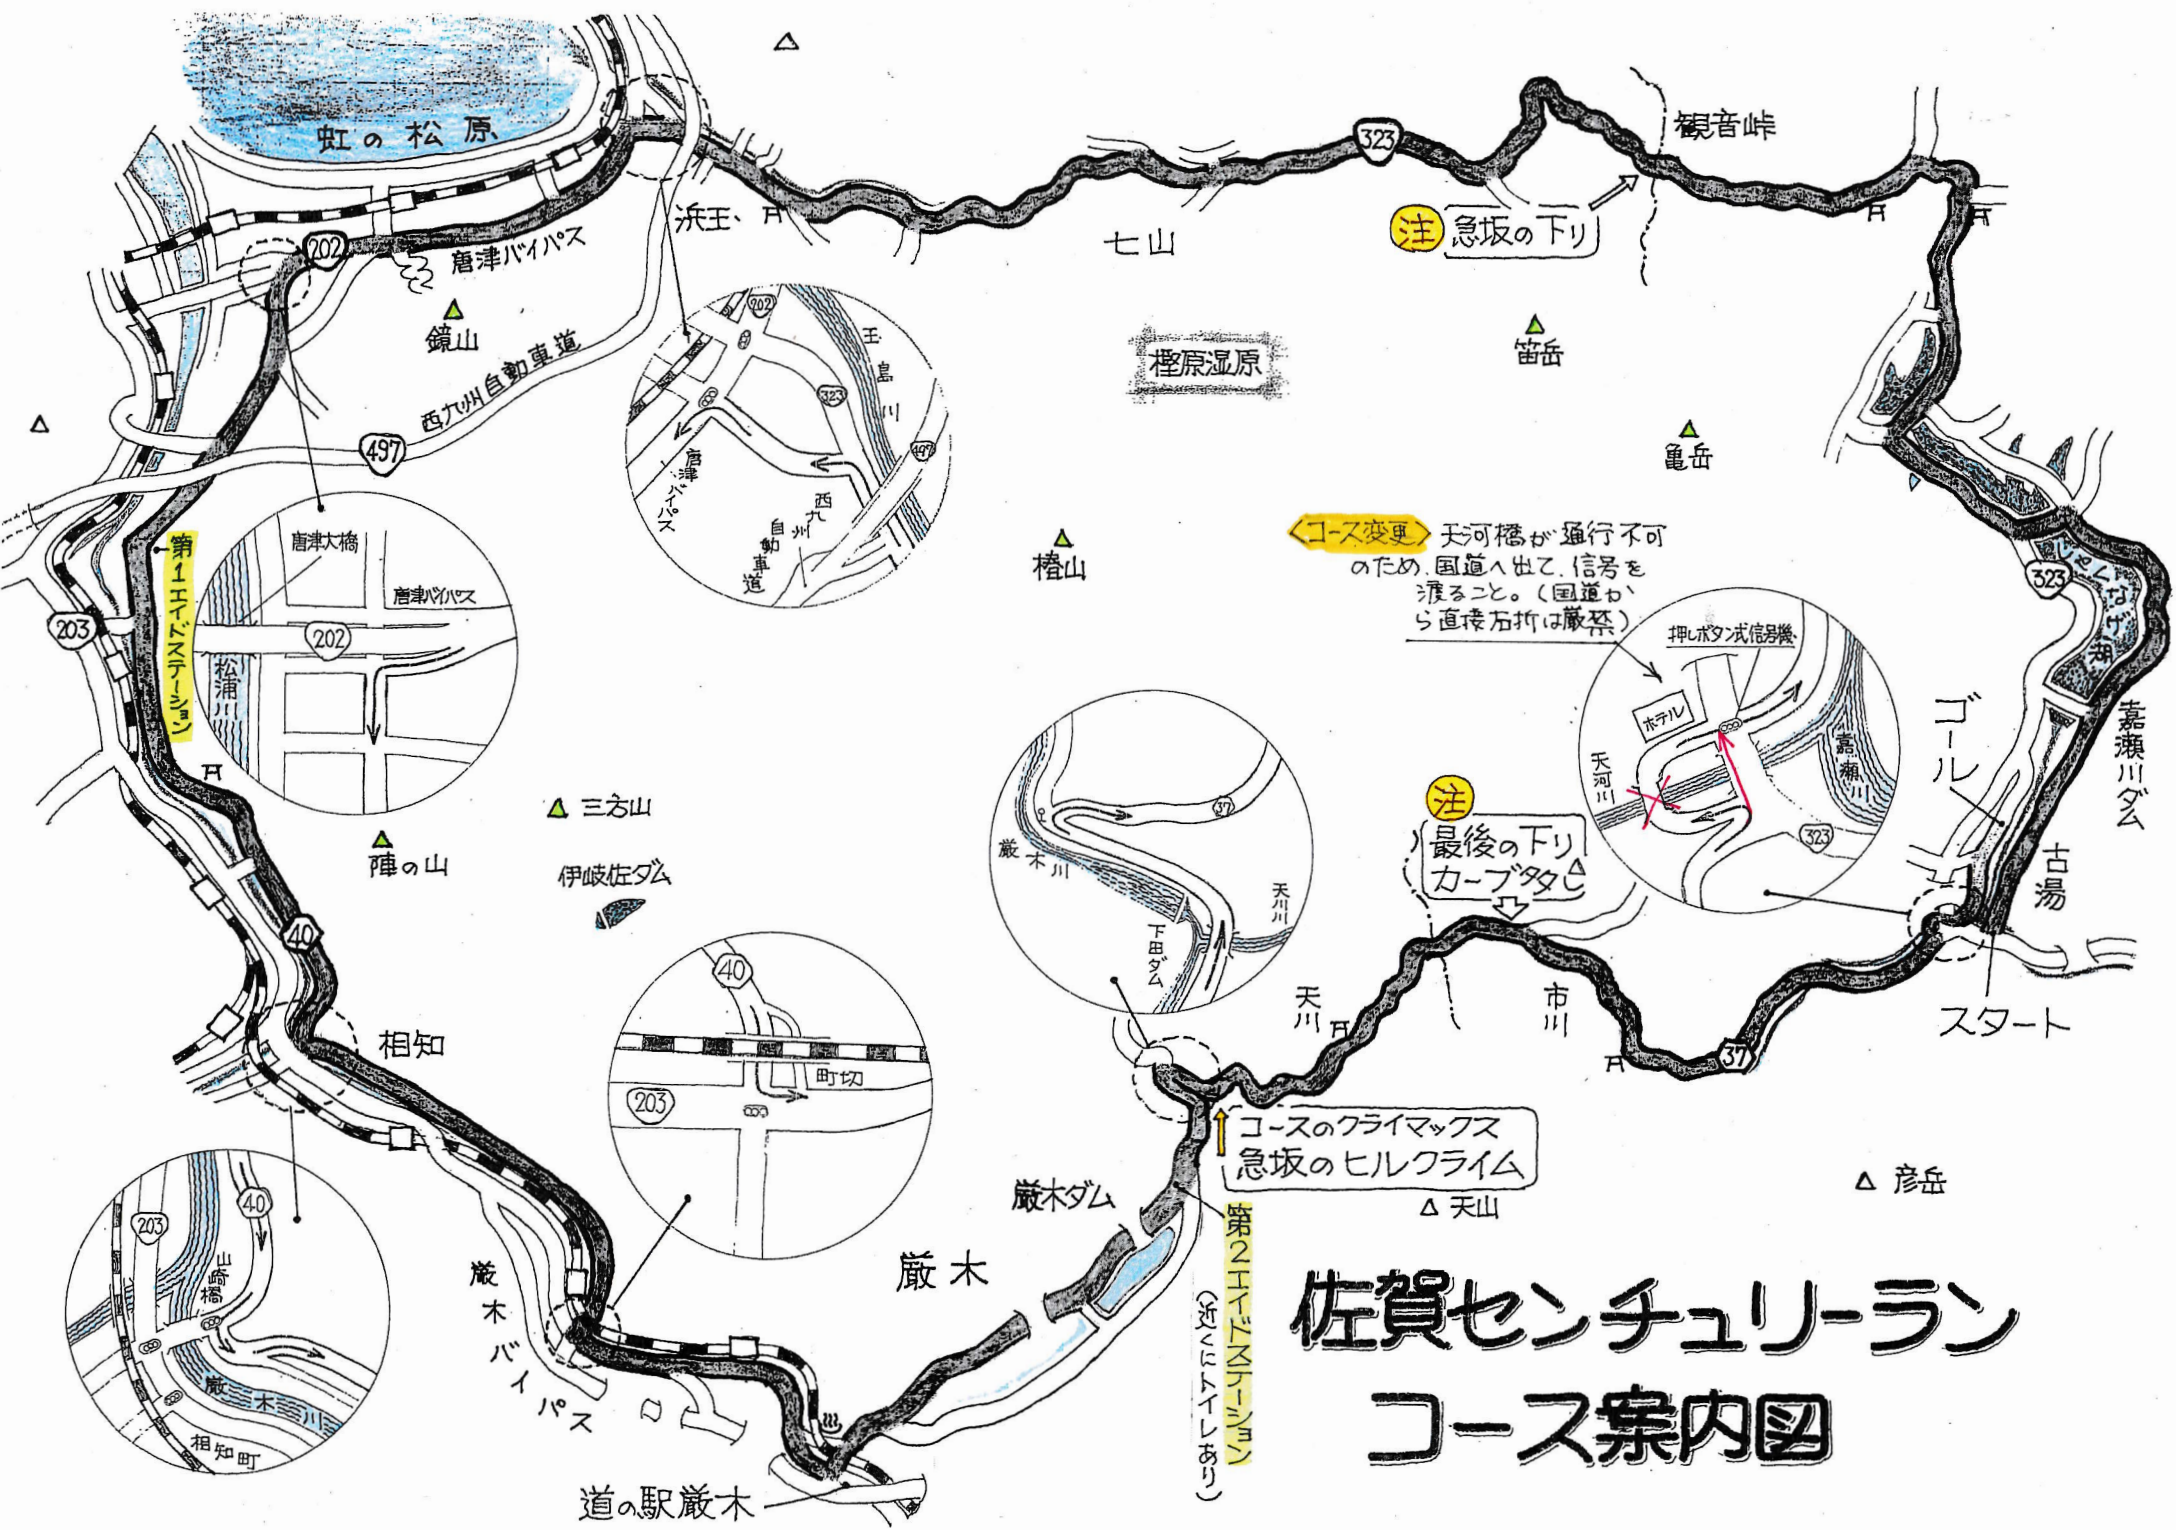 虹の松原
202
唐津バイパス
鏡山
浜玉
西九州自動車道
497
七山
323
観音峠
注 急坂の下り
笛岳
樫原湿原
亀岳
椿山
202
玉島川
323
497
唐津バイパス
西九州
自動車道
第1エイドステーション
203
唐津大橋
唐津バイパス
202
松浦川
〈コース変更〉天河橋が通行不可
のため、国道へ出て、信号を
渡ること。(国道か
ら直接右折は厳禁)
押しボタン式信号機
ホテル
天河川
嘉瀬川
323
323
しゃくなげ湖
嘉瀬川ダム
ゴール
古湯
スタート
三方山
陣の山
伊岐佐ダム
40
相知
37
厳木川
下田ダム
天川川
注
最後の下り
カーブ多し
天川
市川
37
40
203
町切
コースのクライマックス
急坂のヒルクライム
天山
彦岳
厳木ダム
厳木
第2エイドステーション
(近くにトイレあり)
203
40
山崎橋
厳木川
相知町
厳木バイパス
道の駅厳木
佐賀センチュリーラン
コース案内図